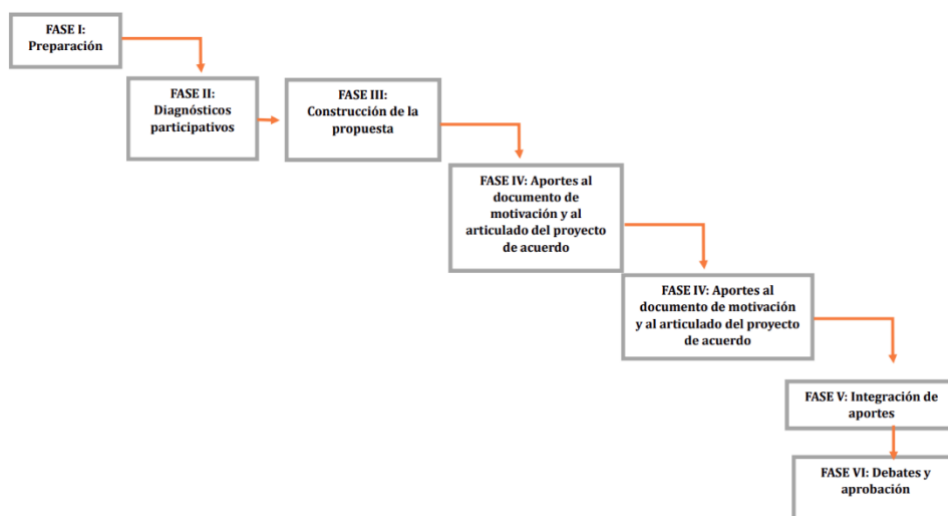 FASE I:
Preparación
FASE II:
Diagnósticos
participativos
FASE III:
Construcción de la
propuesta
FASE IV: Aportes al
documento de
motivación y al
articulado del proyecto
de acuerdo
FASE IV: Aportes al
documento de motivación
y al articulado del proyecto
de acuerdo
FASE V: Integración de
aportes
FASE VI: Debates y
aprobación